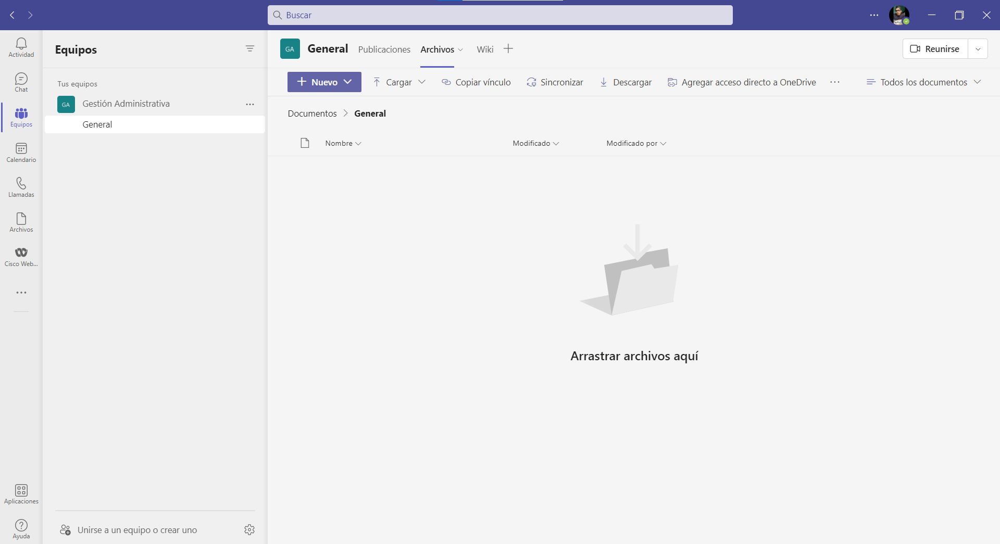 Buscar
Actividad
Chat
Equipos
Calendario
Llamadas
Archivos
Cisco Web...
Aplicaciones
Ayuda
Equipos
Tus equipos
GA Gestión Administrativa
General
Unirse a un equipo o crear uno
GA General Publicaciones Archivos Wiki Reunirse
Nuevo Cargar Copiar vínculo Sincronizar Descargar Agregar acceso directo a OneDrive ... Todos los documentos
Documentos > General
Nombre Modificado Modificado por
Arrastrar archivos aquí